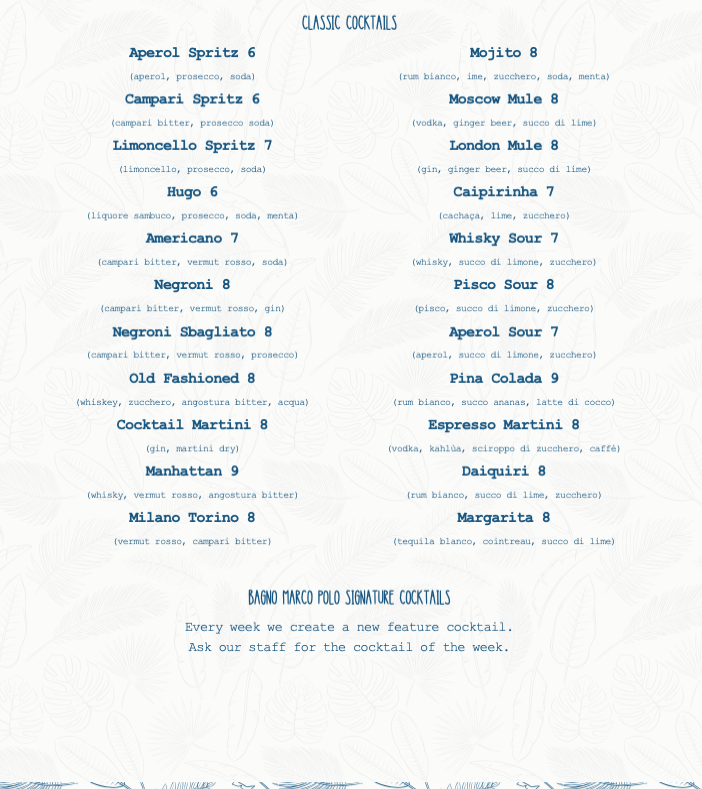 CLASSIC COCKTAILS
Aperol Spritz 6
(aperol, prosecco, soda)
Campari Spritz 6
(campari bitter, prosecco soda)
Limoncello Spritz 7
(limoncello, prosecco, soda)
Hugo 6
(liquore sambuco, prosecco, soda, menta)
Americano 7
(campari bitter, vermut rosso, soda)
Negroni 8
(campari bitter, vermut rosso, gin)
Negroni Sbagliato 8
(campari bitter, vermut rosso, prosecco)
Old Fashioned 8
(whiskey, zucchero, angostura bitter, acqua)
Cocktail Martini 8
(gin, martini dry)
Manhattan 9
(whisky, vermut rosso, angostura bitter)
Milano Torino 8
(vermut rosso, campari bitter)
Mojito 8
(rum bianco, ime, zucchero, soda, menta)
Moscow Mule 8
(vodka, ginger beer, succo di lime)
London Mule 8
(gin, ginger beer, succo di lime)
Caipirinha 7
(cachaça, lime, zucchero)
Whisky Sour 7
(whisky, succo di limone, zucchero)
Pisco Sour 8
(pisco, succo di limone, zucchero)
Aperol Sour 7
(aperol, succo di limone, zucchero)
Pina Colada 9
(rum bianco, succo ananas, latte di cocco)
Espresso Martini 8
(vodka, kahlùa, sciroppo di zucchero, caffè)
Daiquiri 8
(rum bianco, succo di lime, zucchero)
Margarita 8
(tequila blanco, cointreau, succo di lime)
BAGNO MARCO POLO SIGNATURE COCKTAILS
Every week we create a new feature cocktail.
Ask our staff for the cocktail of the week.